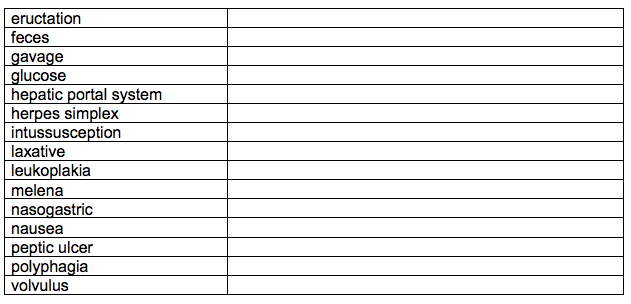 eructation
feces
gavage
glucose
hepatic portal system
herpes simplex
intussusception
laxative
leukoplakia
melena
nasogastric
nausea
peptic ulcer
polyphagia
volvulus